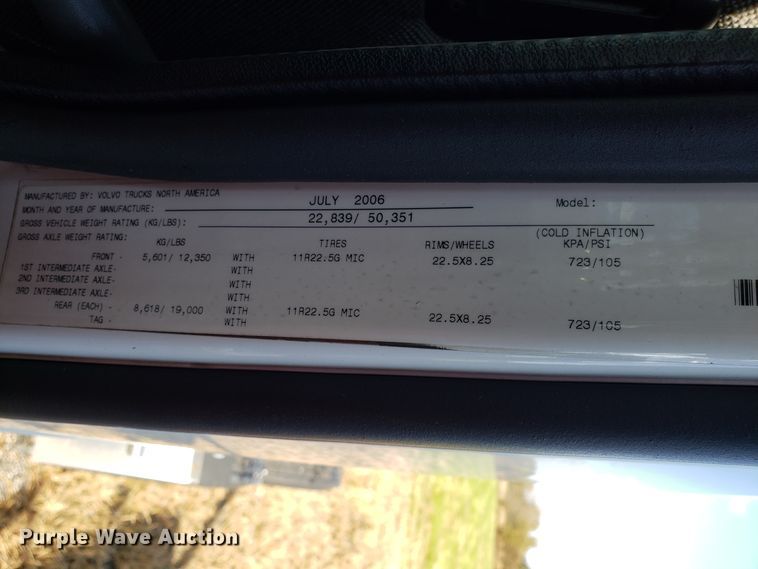 MANUFACTURED BY: VOLVO TRUCKS NORTH AMERICA
MONTH AND YEAR OF MANUFACTURE: JULY 2006 Model:
GROSS VEHICLE WEIGHT RATING (KG/LBS): 22,839/ 50,351
GROSS AXLE WEIGHT RATING: KG/LBS TIRES RIMS/WHEELS (COLD INFLATION) KPA/PSI
FRONT - 5,601/ 12,350 WITH 11R22.5G MIC 22.5X8.25 723/105
1ST INTERMEDIATE AXLE- WITH
2ND INTERMEDIATE AXLE- WITH
3RD INTERMEDIATE AXLE- WITH
REAR (EACH) - 8,618/ 19,000 WITH 11R22.5G MIC 22.5X8.25 723/105
TAG - WITH
Purple Wave Auction